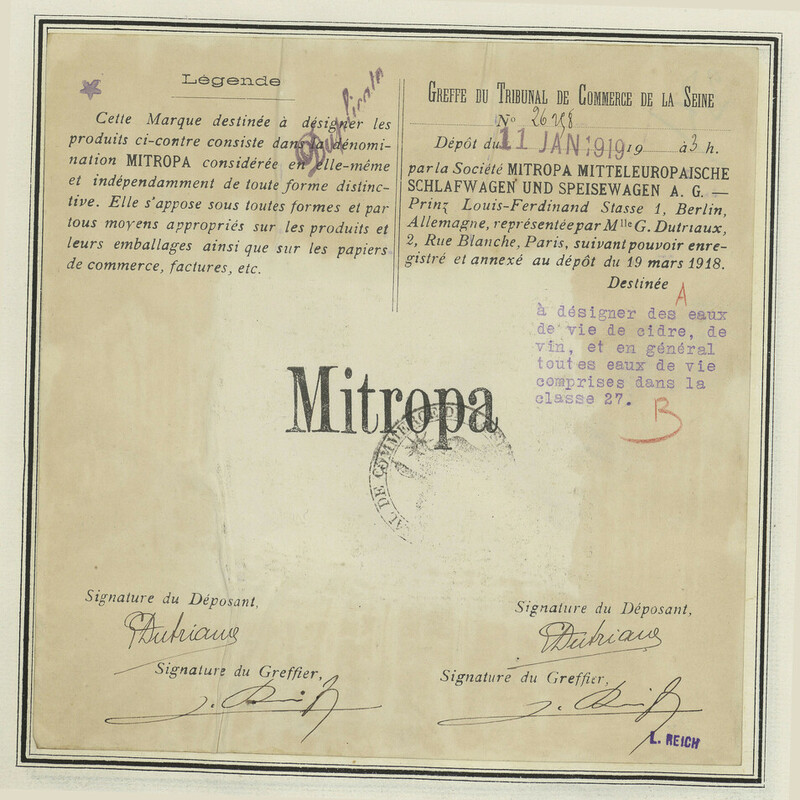 Légende
Duplicata
Cette Marque destinée à désigner les
produits ci-contre consiste dans la dénomi-
nation MITROPA considérée en elle-même
et indépendamment de toute forme distinc-
tive. Elle s'appose sous toutes formes et par
tous moyens appropriés sur les produits et
leurs emballages ainsi que sur les papiers
de commerce, factures, etc.
GREFFE DU TRIBUNAL DE COMMERCE DE LA SEINE
No
Dépôt du 11 JAN 1919 19 à 3 h.
par la Société MITROPA MITTELEUROPAISCHE
SCHLAFWAGEN UND SPEISEWAGEN A. G. —
Prinz Louis-Ferdinand Stasse 1, Berlin,
Allemagne, représentée par Mlle G. Dutriaux,
2, Rue Blanche, Paris, suivant pouvoir enre-
gistré et annexé au dépôt du 19 mars 1918.
Destinée
A
à désigner des eaux
de vie de cidre, de
vin, et en général
toutes eaux de vie
comprises dans la
classe 27.
B
Mitropa
AL DE COMMERCE DE
Signature du Déposant,
GDutriaux
Signature du Greffier,
Signature du Déposant,
GDutriaux
Signature du Greffier,
L. REICH